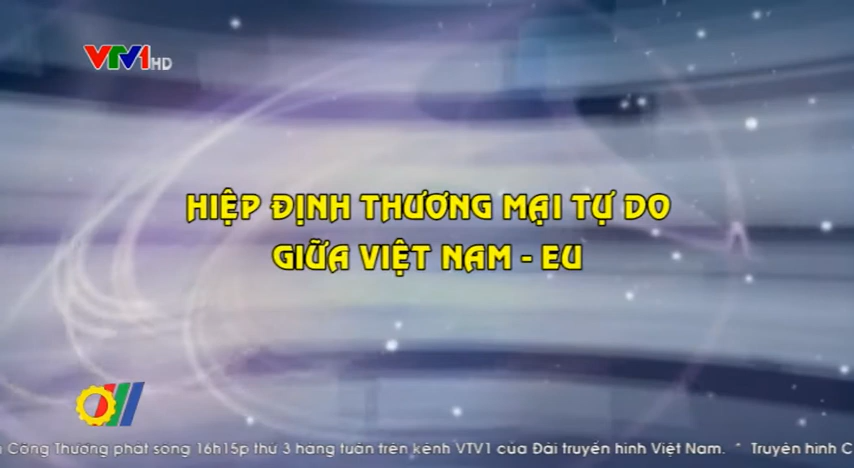 VTV1 HD
HIỆP ĐỊNH THƯƠNG MẠI TỰ DO
GIỮA VIỆT NAM - EU
Công Thương phát sóng 16h15p thứ 3 hàng tuần trên kênh VTV1 của Đài truyền hình Việt Nam. * Truyền hình C